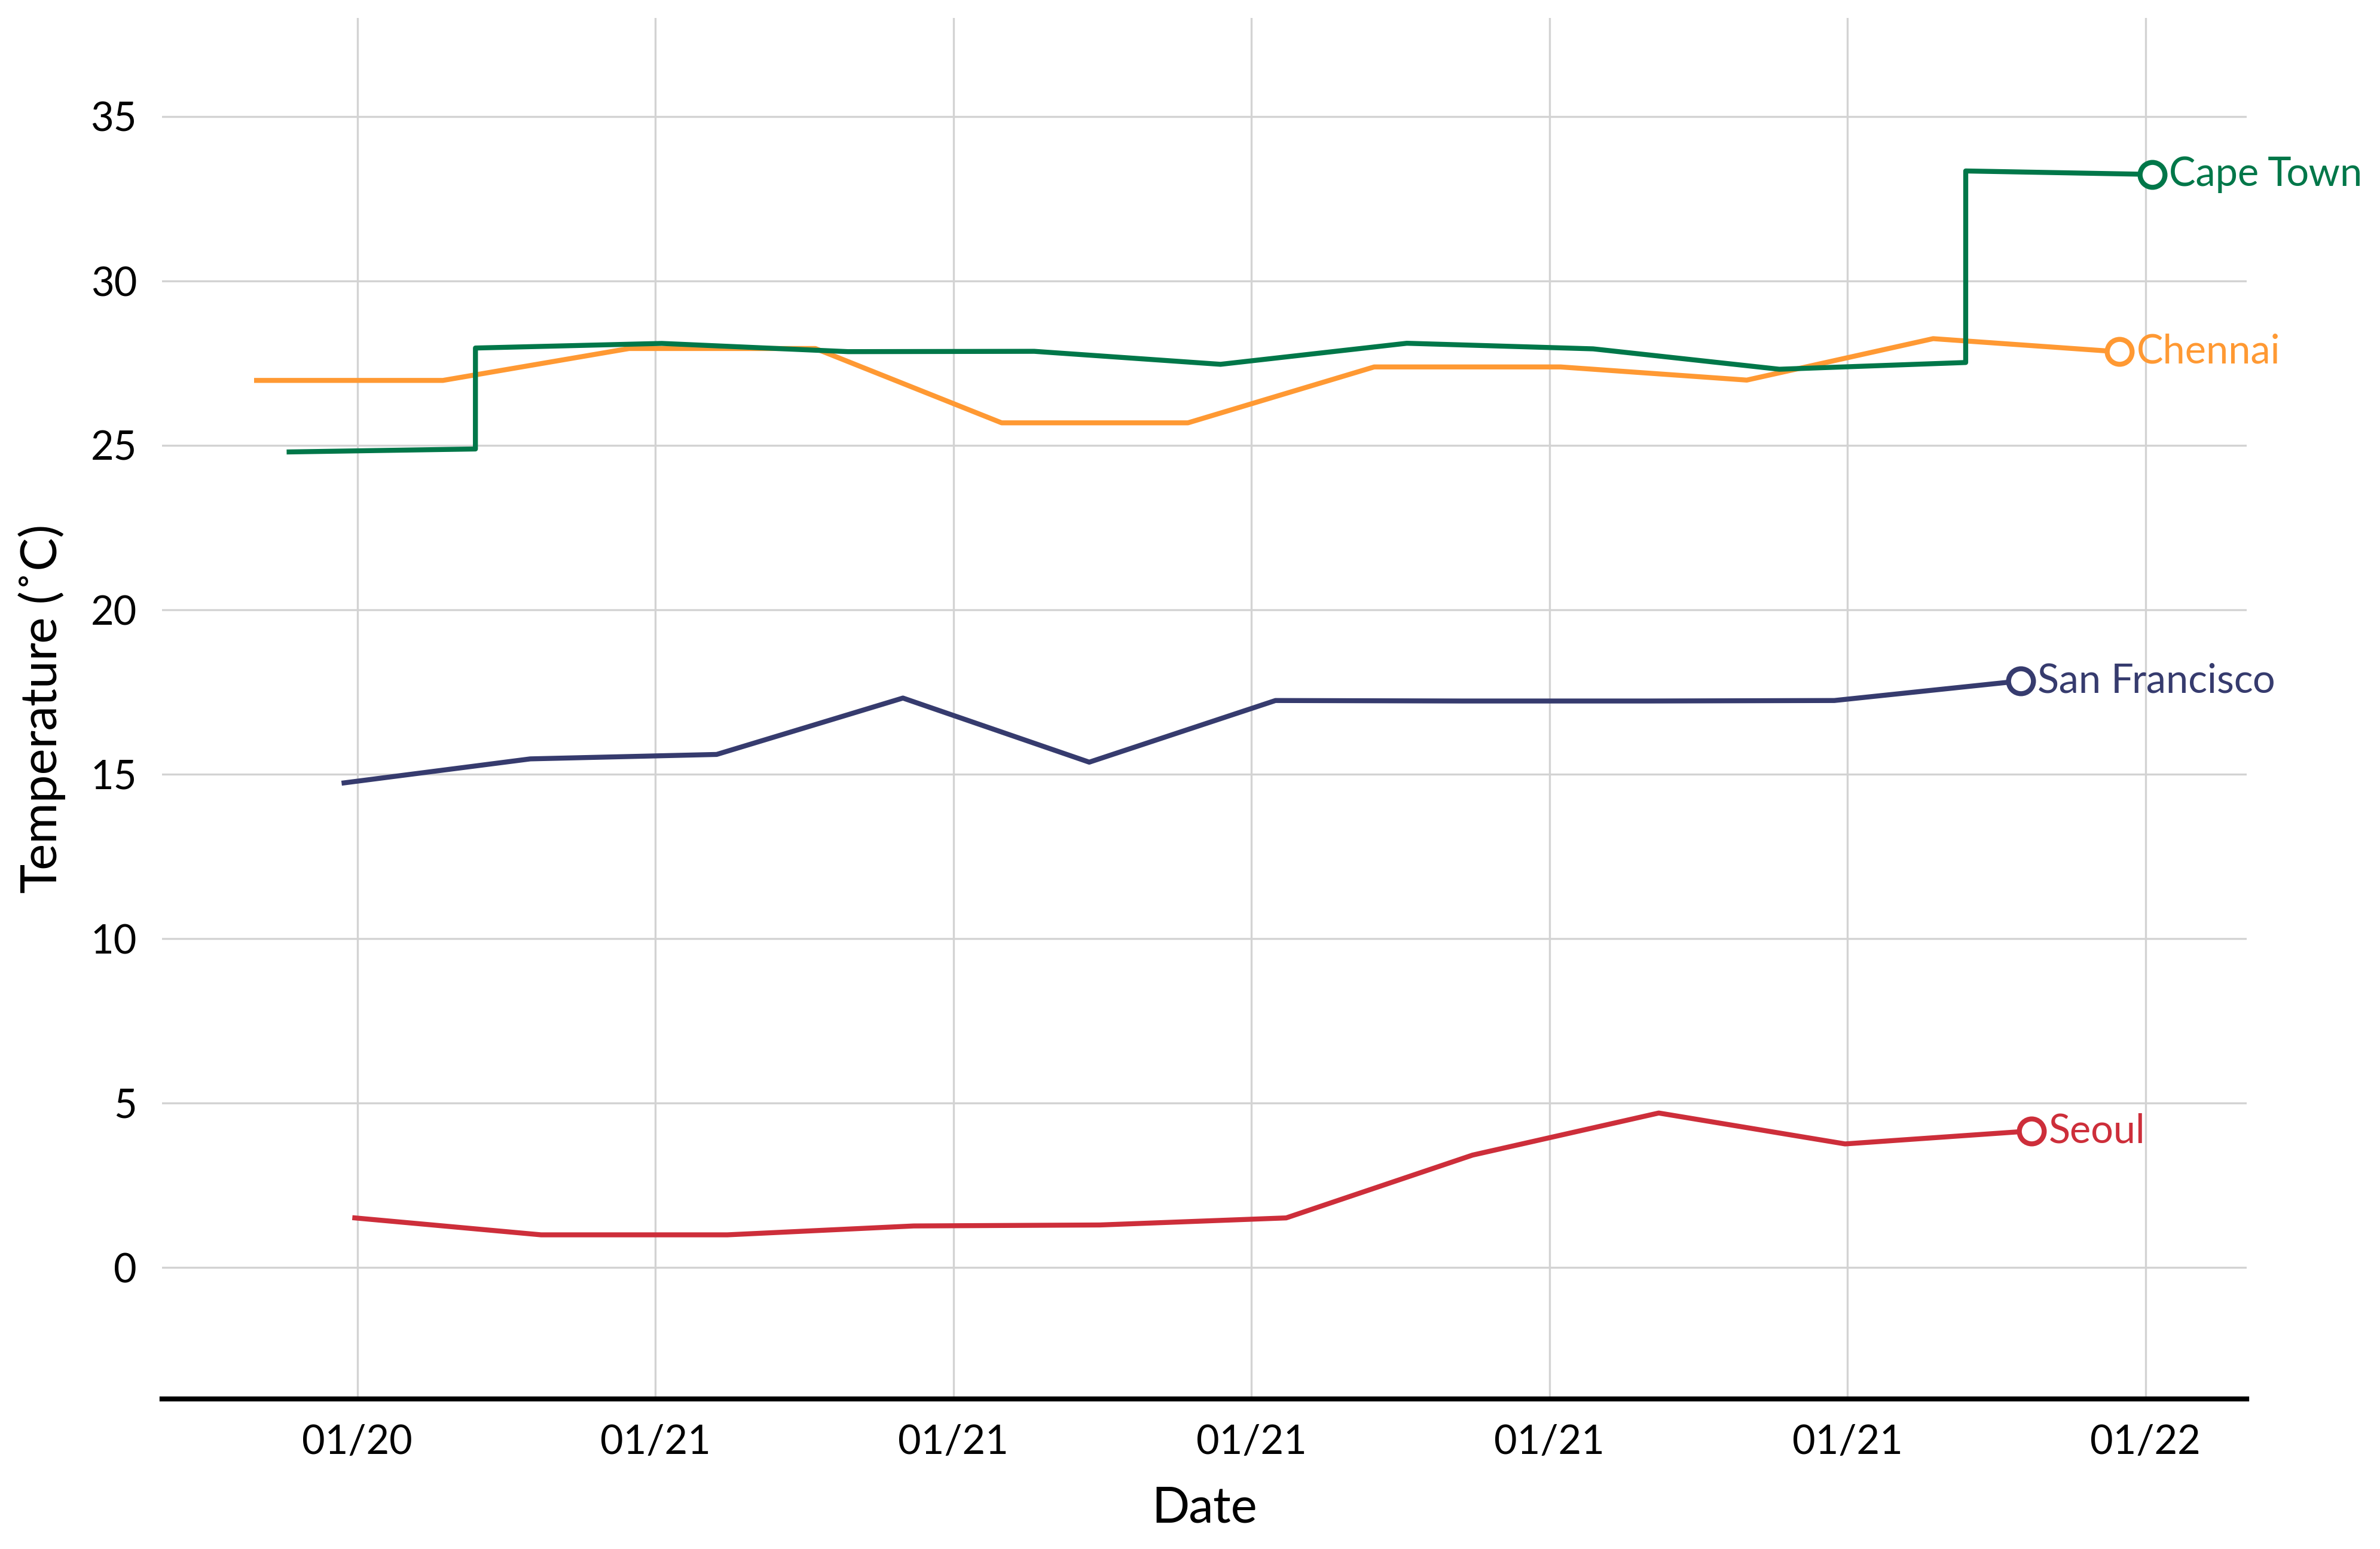 35
Cape Town
30
Chennai
25
Temperature (°C)
20
San Francisco
15
10
5
Seoul
0
01/20 01/21 01/21 01/21 01/21 01/21 01/22
Date